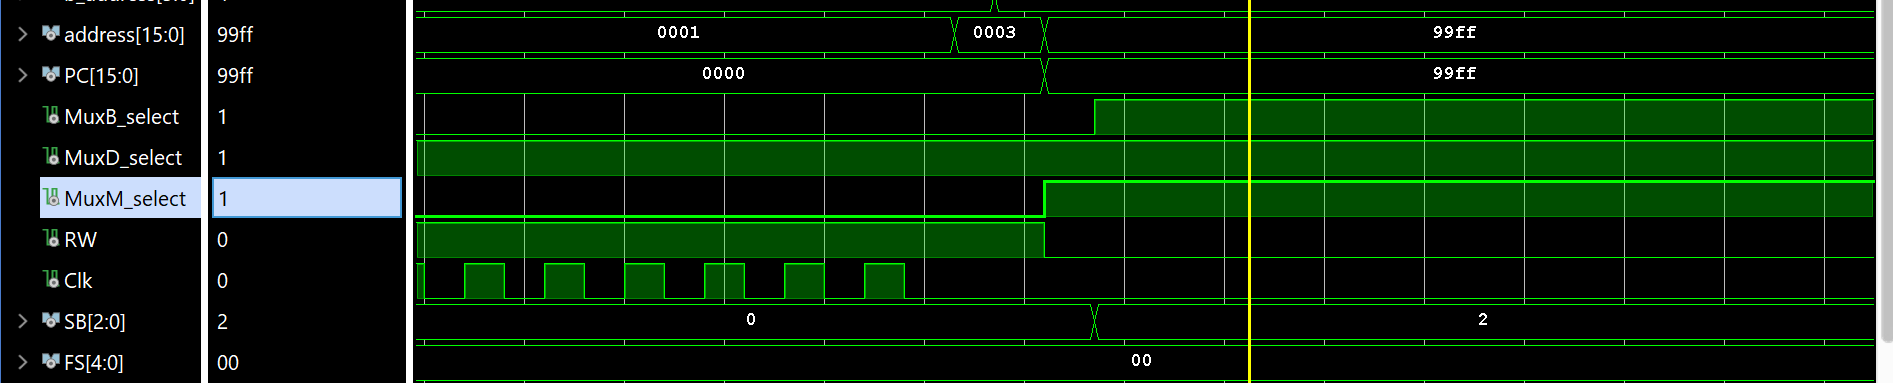 address[15:0] 99ff 0001 0003 99ff
PC[15:0] 99ff 0000 99ff
MuxB_select 1
MuxD_select 1
MuxM_select 1
RW 0
Clk 0
SB[2:0] 2 0 2
FS[4:0] 00 00